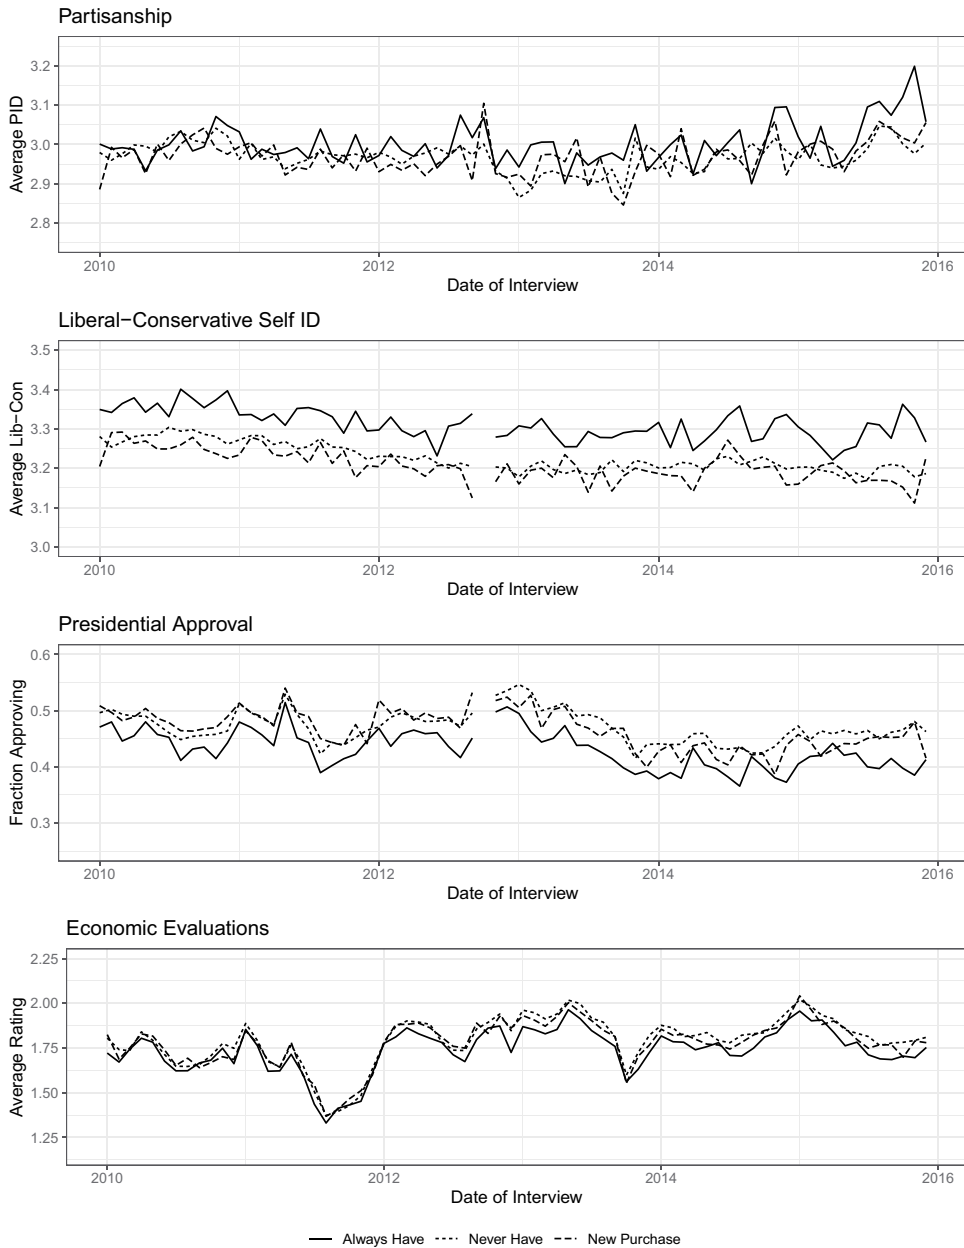 Partisanship
Average PID
3.2
3.1
3.0
2.9
2.8
2010 2012 2014 2016
Date of Interview
Liberal−Conservative Self ID
Average Lib−Con
3.5
3.4
3.3
3.2
3.1
3.0
2010 2012 2014 2016
Date of Interview
Presidential Approval
Fraction Approving
0.6
0.5
0.4
0.3
2010 2012 2014 2016
Date of Interview
Economic Evaluations
Average Rating
2.25
2.00
1.75
1.50
1.25
2010 2012 2014 2016
Date of Interview
Always Have Never Have New Purchase